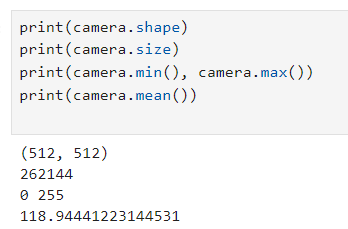 print(camera.shape)
print(camera.size)
print(camera.min(), camera.max())
print(camera.mean())
(512, 512)
262144
0 255
118.94441223144531